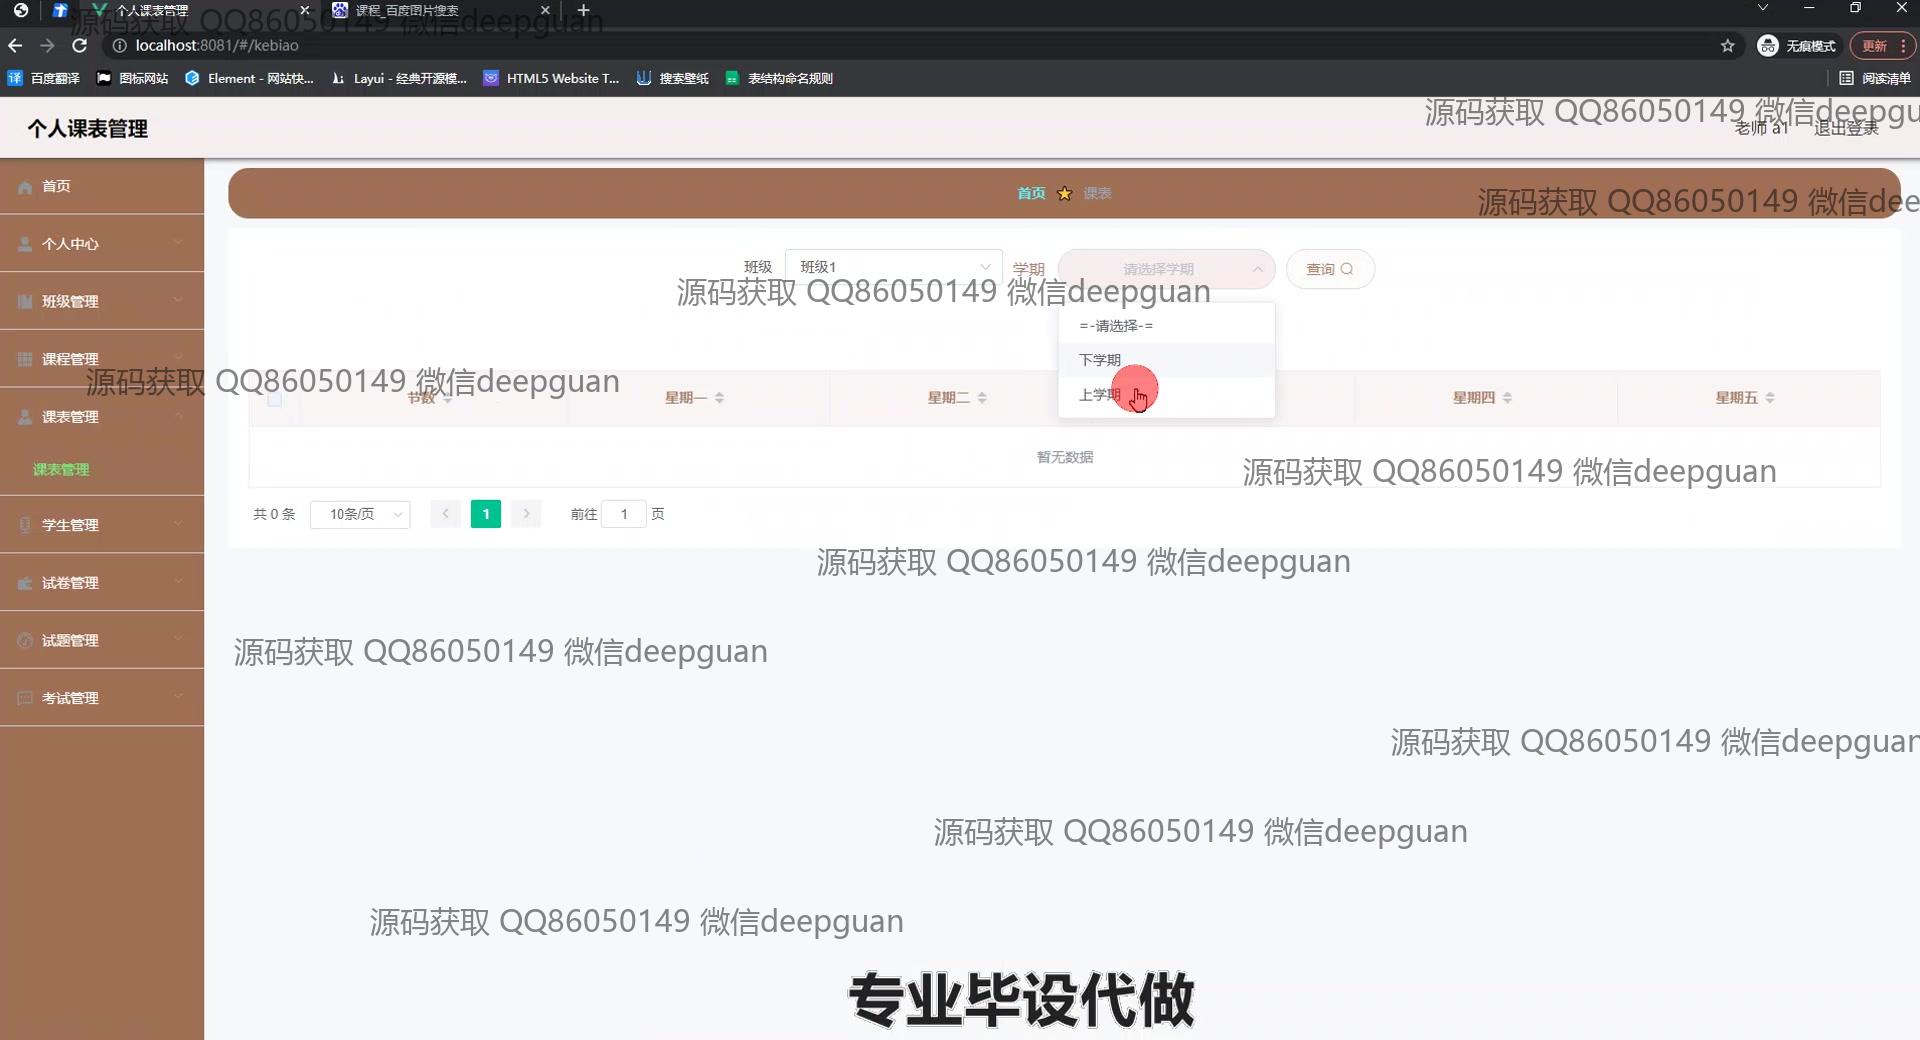 个人课表管理
课程_百度图片搜索
localhost:8081/#/kebiao
无痕模式
更新
百度翻译
图标网站
Element - 网站快...
Layui - 经典开源模...
HTML5 Website T...
搜索壁纸
表结构命名规则
阅读清单
个人课表管理
老师 a1
退出登录
首页
个人中心
班级管理
课程管理
课表管理
课表管理
学生管理
试卷管理
试题管理
考试管理
首页
课表
班级
班级1
学期
请选择学期
查询
=-请选择-=
下学期
上学期
节数
星期一
星期二
星期四
星期五
暂无数据
共 0 条
10条/页
1
前往
1
页
源码获取 QQ86050149 微信deepguan
源码获取 QQ86050149 微信deepgu
源码获取 QQ86050149 微信dee
源码获取 QQ86050149 微信deepguan
源码获取 QQ86050149 微信deepguan
源码获取 QQ86050149 微信deepguan
源码获取 QQ86050149 微信deepguan
源码获取 QQ86050149 微信deepguan
源码获取 QQ86050149 微信deepguan
源码获取 QQ86050149 微信deepguan
源码获取 QQ86050149 微信deepguan
专业毕设代做